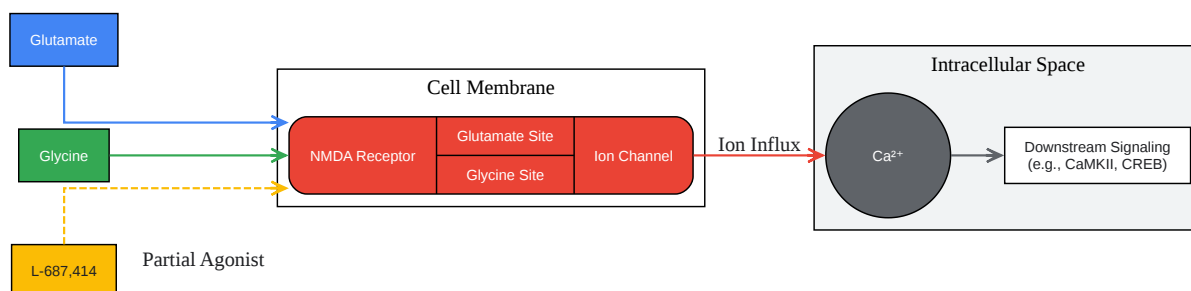 Glutamate
Glycine
L-687,414
Partial Agonist
Cell Membrane
NMDA Receptor
Glutamate Site
Glycine Site
Ion Channel
Ion Influx
Intracellular Space
Ca²⁺
Downstream Signaling
(e.g., CaMKII, CREB)